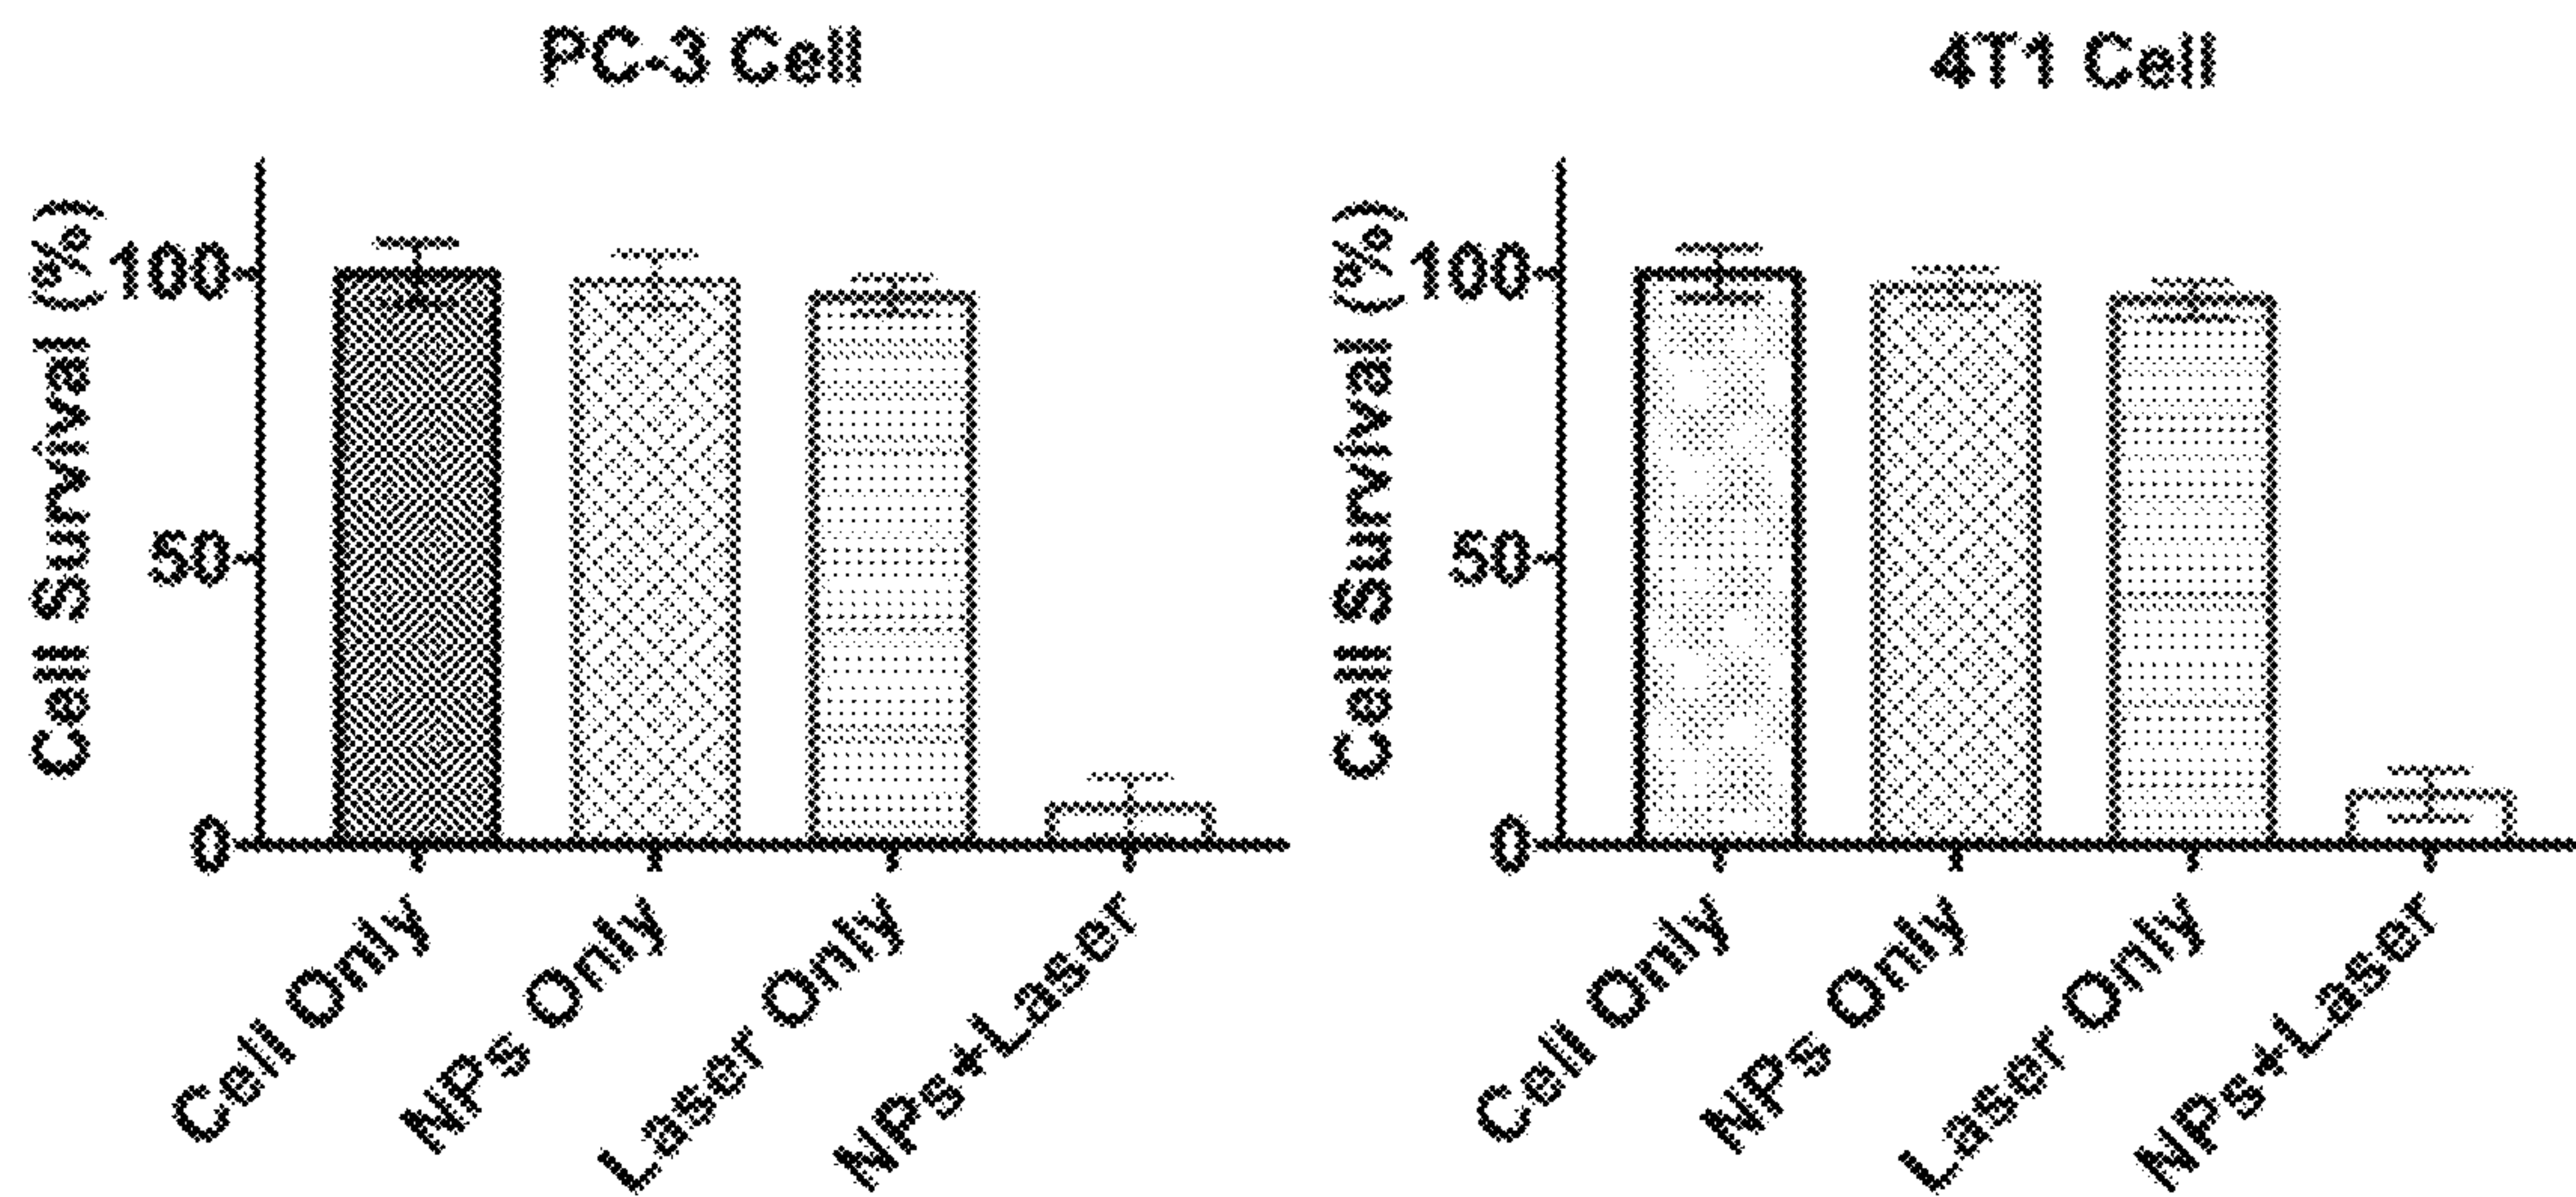 PC-3 Cell
Cell Survival (%)
100
50
0
Cell Only
NPs Only
Laser Only
NPs+Laser
4T1 Cell
Cell Survival (%)
100
50
0
Cell Only
NPs Only
Laser Only
NPs+Laser